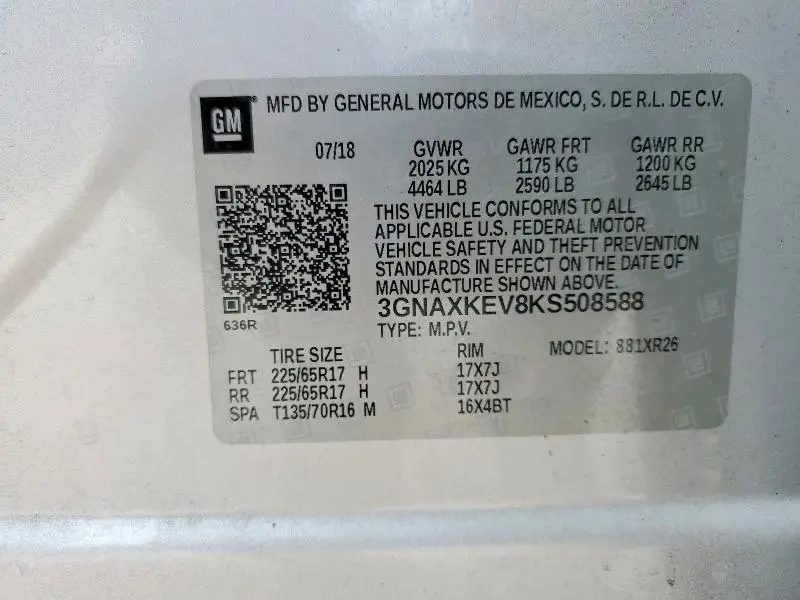 GM
MFD BY GENERAL MOTORS DE MEXICO, S. DE R.L. DE C.V.
07/18 GVWR GAWR FRT GAWR RR
2025 KG 1175 KG 1200 KG
4464 LB 2590 LB 2645 LB
THIS VEHICLE CONFORMS TO ALL
APPLICABLE U.S. FEDERAL MOTOR
VEHICLE SAFETY AND THEFT PREVENTION
STANDARDS IN EFFECT ON THE DATE OF
MANUFACTURE SHOWN ABOVE.
3GNAXKEV8KS508588
636R
TYPE: M.P.V.
TIRE SIZE RIM MODEL: 881XR26
FRT 225/65R17 H 17X7J
RR 225/65R17 H 17X7J
SPA T135/70R16 M 16X4BT